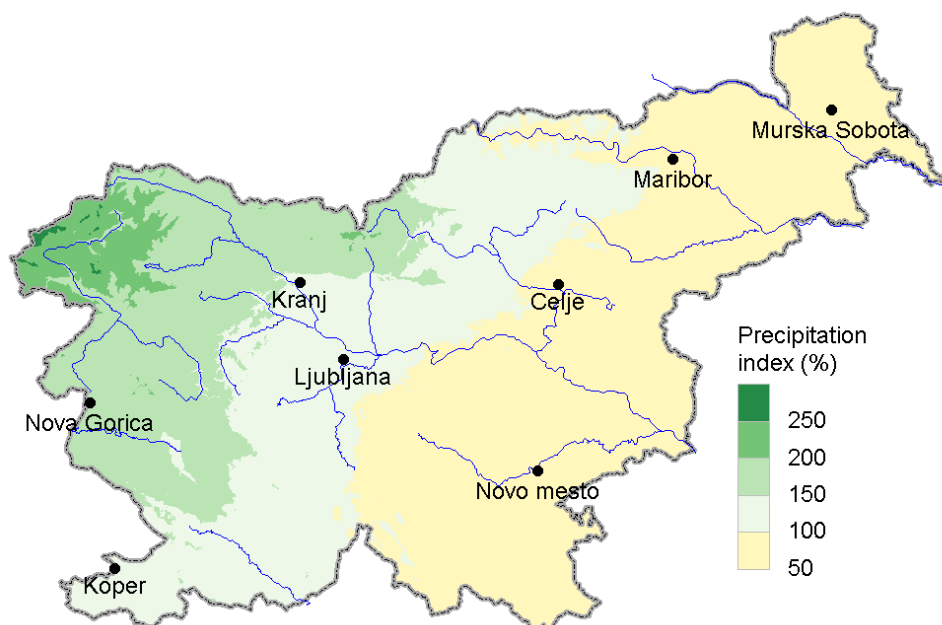 Murska Sobota
Maribor
Kranj
Celje
Ljubljana
Nova Gorica
Novo mesto
Koper
Precipitation
index (%)
250
200
150
100
50